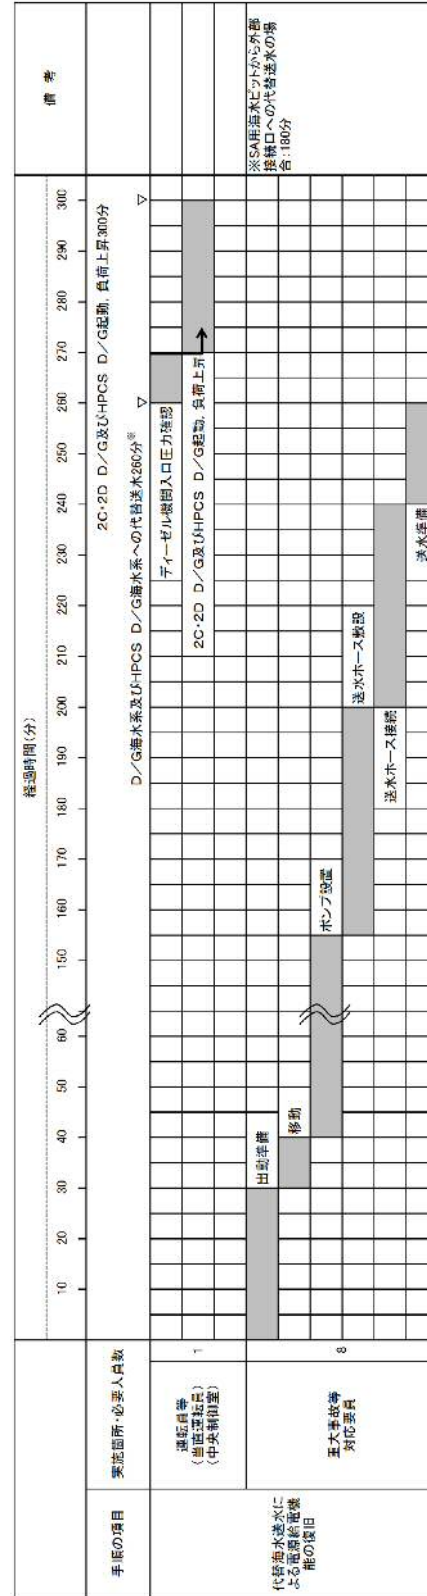 手順の項目
実施箇所・必要人員数
経過時間(分)
備考
10
20
30
40
50
60
150
160
170
180
190
200
210
220
230
240
250
260
270
280
290
300
2C・2D D/G及びHPCS D/G起動、負荷上昇300分
D/G海水系及びHPCS D/G海水系への代替送水260分※
▽
▽
代替海水送水に
よる電源給電機
能の復旧
運転員等
(当直運転員)
(中央制御室)
1
ディーゼル機関入口圧力確認
2C・2D D/G及びHPCS D/G起動、負荷上昇
重大事故等
対応要員
8
出動準備
移動
ポンプ設置
送水ホース敷設
送水ホース接続
送水準備
※SA用海水ピットから外部
接続口への代替送水の場
合:180分